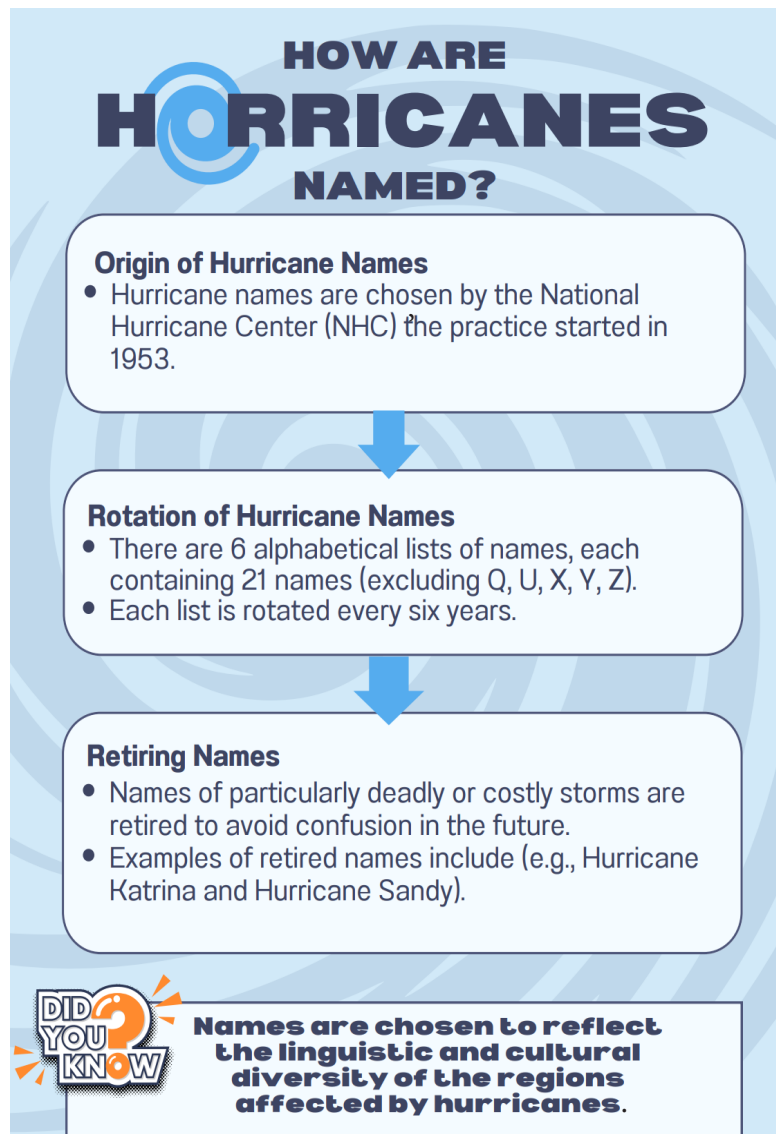 HOW ARE
HURRICANES
NAMED?
Origin of Hurricane Names
• Hurricane names are chosen by the National
Hurricane Center (NHC) t’he practice started in
1953.
Rotation of Hurricane Names
• There are 6 alphabetical lists of names, each
containing 21 names (excluding Q, U, X, Y, Z).
• Each list is rotated every six years.
Retiring Names
• Names of particularly deadly or costly storms are
retired to avoid confusion in the future.
• Examples of retired names include (e.g., Hurricane
Katrina and Hurricane Sandy).
DID
YOU
KNOW
?
Names are chosen to reflect
the linguistic and cultural
diversity of the regions
affected by hurricanes.